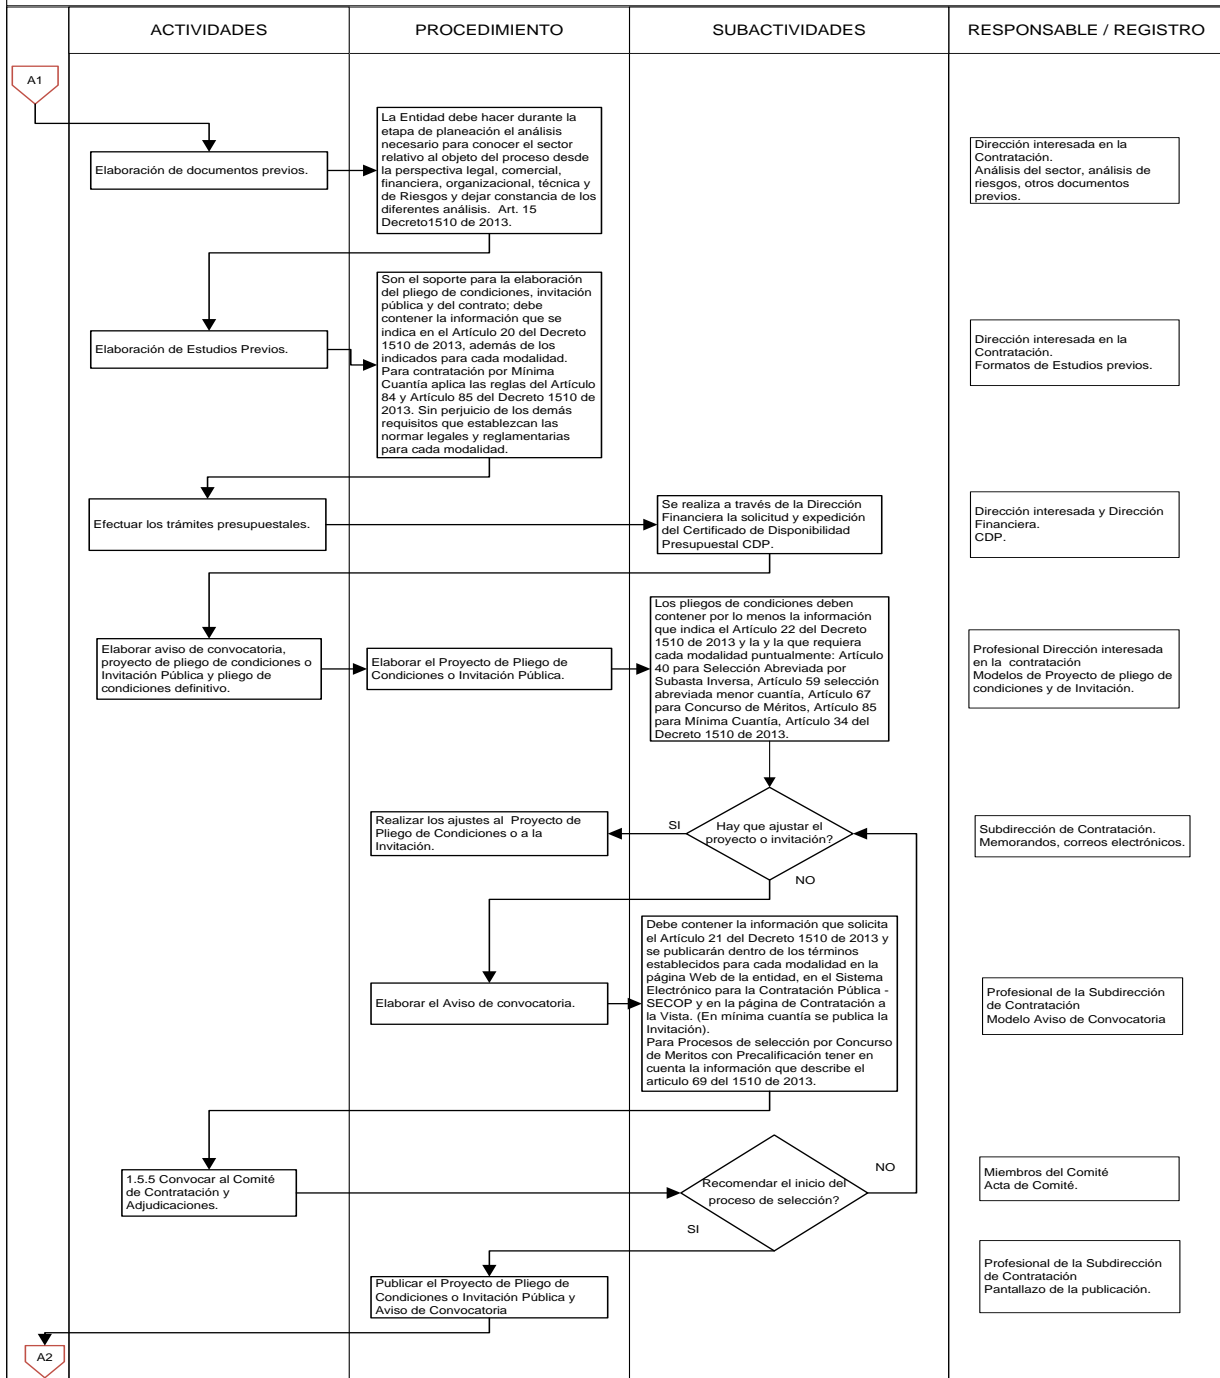 ACTIVIDADES
PROCEDIMIENTO
SUBACTIVIDADES
RESPONSABLE / REGISTRO
A1
Elaboración de documentos previos.
La Entidad debe hacer durante la
etapa de planeación el análisis
necesario para conocer el sector
relativo al objeto del proceso desde
la perspectiva legal, comercial,
financiera, organizacional, técnica y
de Riesgos y dejar constancia de los
diferentes análisis.  Art. 15
Decreto1510 de 2013.
Dirección interesada en la
Contratación.
Análisis del sector, análisis de
riesgos, otros documentos
previos.
Elaboración de Estudios Previos.
Son el soporte para la elaboración
del pliego de condiciones, invitación
pública y del contrato; debe
contener la información que se
indica en el Artículo 20 del Decreto
1510 de 2013, además de los
indicados para cada modalidad.
Para contratación por Mínima
Cuantía aplica las reglas del Artículo
84 y Artículo 85 del Decreto 1510 de
2013. Sin perjuicio de los demás
requisitos que establezcan las
normar legales y reglamentarias
para cada modalidad.
Dirección interesada en la
Contratación.
Formatos de Estudios previos.
Efectuar los trámites presupuestales.
Se realiza a través de la Dirección
Financiera la solicitud y expedición
del Certificado de Disponibilidad
Presupuestal CDP.
Dirección interesada y Dirección
Financiera.
CDP.
Elaborar aviso de convocatoria,
proyecto de pliego de condiciones o
Invitación Pública y pliego de
condiciones definitivo.
Elaborar el Proyecto de Pliego de
Condiciones o Invitación Pública.
Los pliegos de condiciones deben
contener por lo menos la información
que indica el Artículo 22 del Decreto
1510 de 2013 y la y la que requiera
cada modalidad puntualmente: Artículo
40 para Selección Abreviada por
Subasta Inversa, Artículo 59 selección
abreviada menor cuantía, Artículo 67
para Concurso de Méritos, Artículo 85
para Mínima Cuantía, Artículo 34 del
Decreto 1510 de 2013.
Profesional Dirección interesada
en la  contratación
Modelos de Proyecto de pliego de
condiciones y de Invitación.
Realizar los ajustes al  Proyecto de
Pliego de Condiciones o a la
Invitación.
SI
Hay que ajustar el
proyecto o invitación?
NO
Subdirección de Contratación.
Memorandos, correos electrónicos.
Elaborar el Aviso de convocatoria.
Debe contener la información que solicita
el Artículo 21 del Decreto 1510 de 2013 y
se publicarán dentro de los términos
establecidos para cada modalidad en la
página Web de la entidad, en el Sistema
Electrónico para la Contratación Pública -
SECOP y en la página de Contratación a
la Vista. (En mínima cuantía se publica la
Invitación).
Para Procesos de selección por Concurso
de Meritos con Precalificación tener en
cuenta la información que describe el
articulo 69 del 1510 de 2013.
Profesional de la Subdirección
de Contratación
Modelo Aviso de Convocatoria
1.5.5 Convocar al Comité
de Contratación y
Adjudicaciones.
Recomendar el inicio del
proceso de selección?
NO
SI
Miembros del Comité
Acta de Comité.
Publicar el Proyecto de Pliego de
Condiciones o Invitación Pública y
Aviso de Convocatoria
Profesional de la Subdirección
de Contratación
Pantallazo de la publicación.
A2